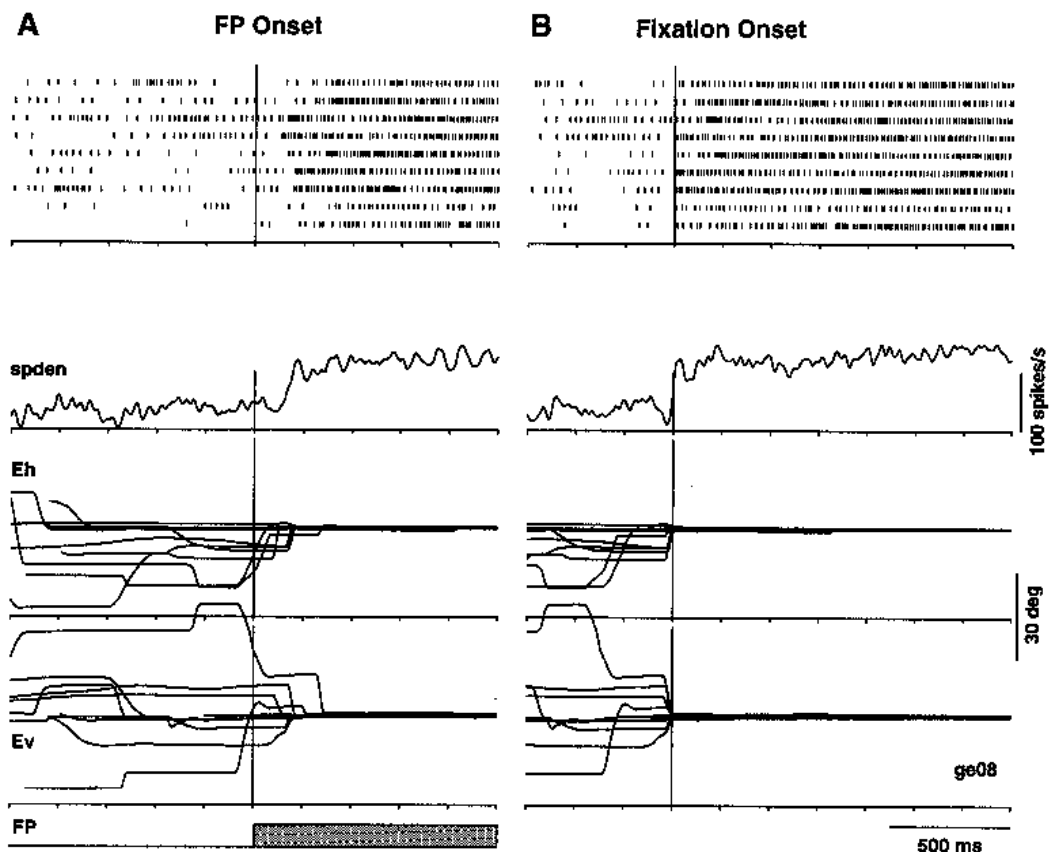 A
FP Onset
B
Fixation Onset
spden
100 spikes/s
Eh
30 deg
Ev
ge08
FP
500 ms